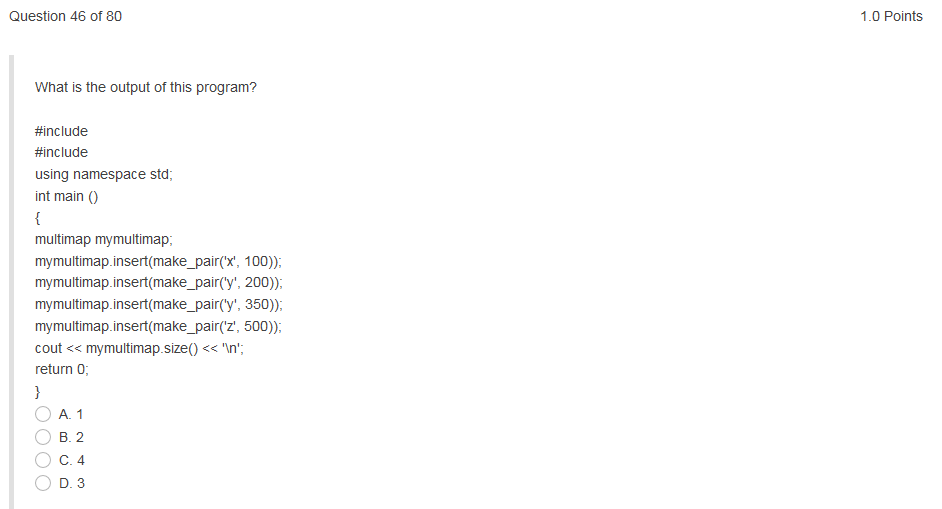 Question 46 of 80
1.0 Points
What is the output of this program?
#include
#include
using namespace std;
int main ()
{
multimap mymultimap;
mymultimap.insert(make_pair('x', 100));
mymultimap.insert(make_pair('y', 200));
mymultimap.insert(make_pair('y', 350));
mymultimap.insert(make_pair('z', 500));
cout << mymultimap.size() << '\n';
return 0;
}
A. 1
B. 2
C. 4
D. 3